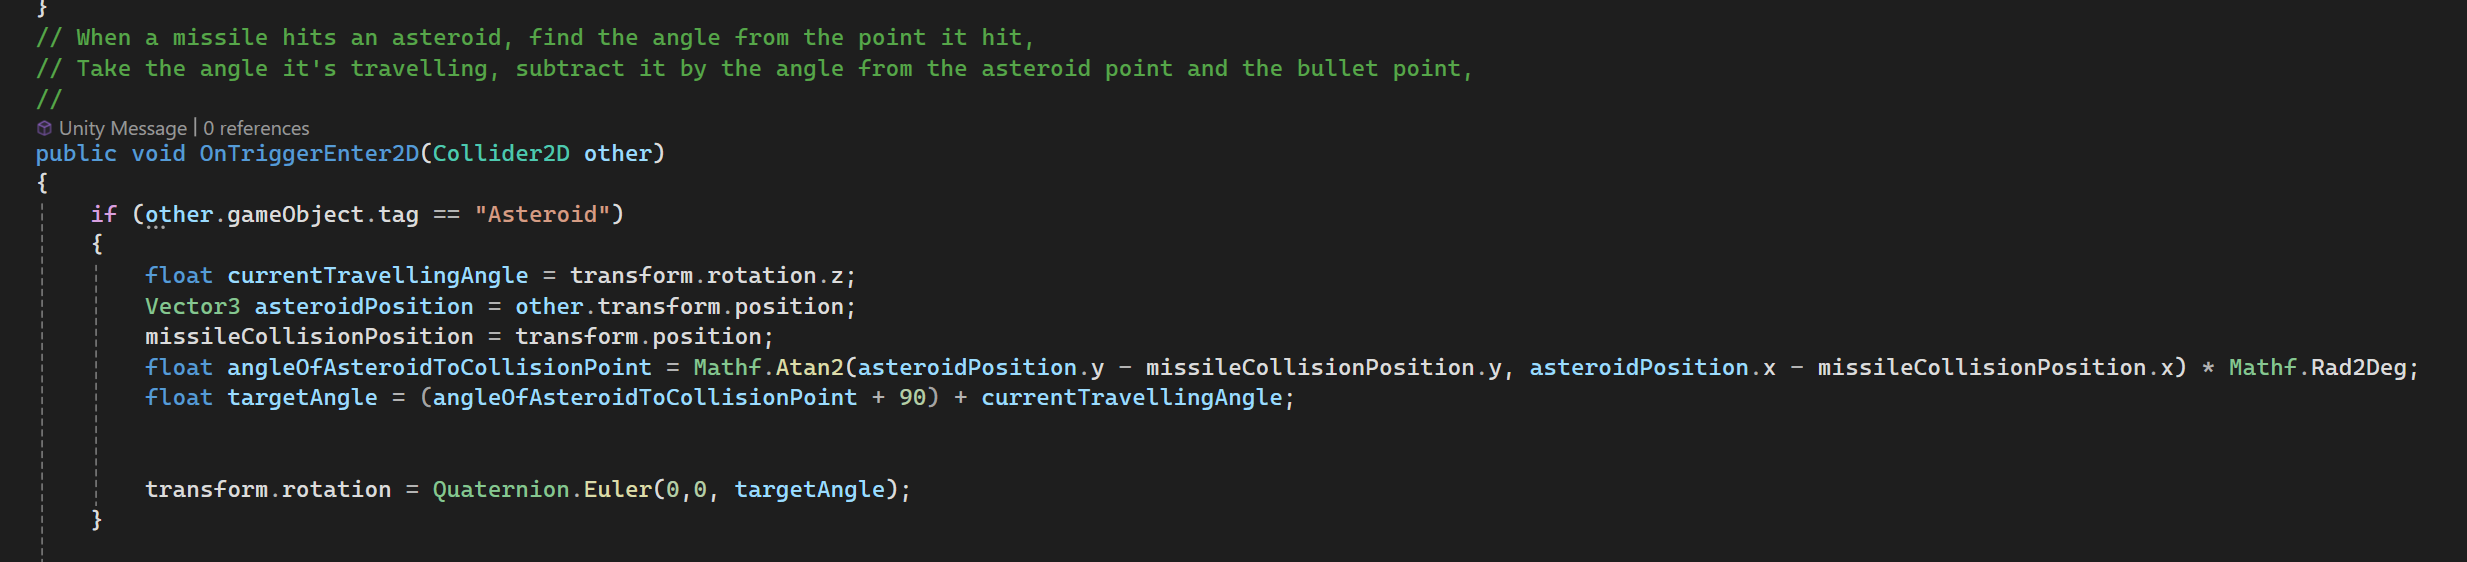 }
// When a missile hits an asteroid, find the angle from the point it hit,
// Take the angle it's travelling, subtract it by the angle from the asteroid point and the bullet point,
//
Unity Message | 0 references
public void OnTriggerEnter2D(Collider2D other)
{
if (other.gameObject.tag == "Asteroid")
{
float currentTravellingAngle = transform.rotation.z;
Vector3 asteroidPosition = other.transform.position;
missileCollisionPosition = transform.position;
float angleOfAsteroidToCollisionPoint = Mathf.Atan2(asteroidPosition.y - missileCollisionPosition.y, asteroidPosition.x - missileCollisionPosition.x) * Mathf.Rad2Deg;
float targetAngle = (angleOfAsteroidToCollisionPoint + 90) + currentTravellingAngle;
transform.rotation = Quaternion.Euler(0,0, targetAngle);
}